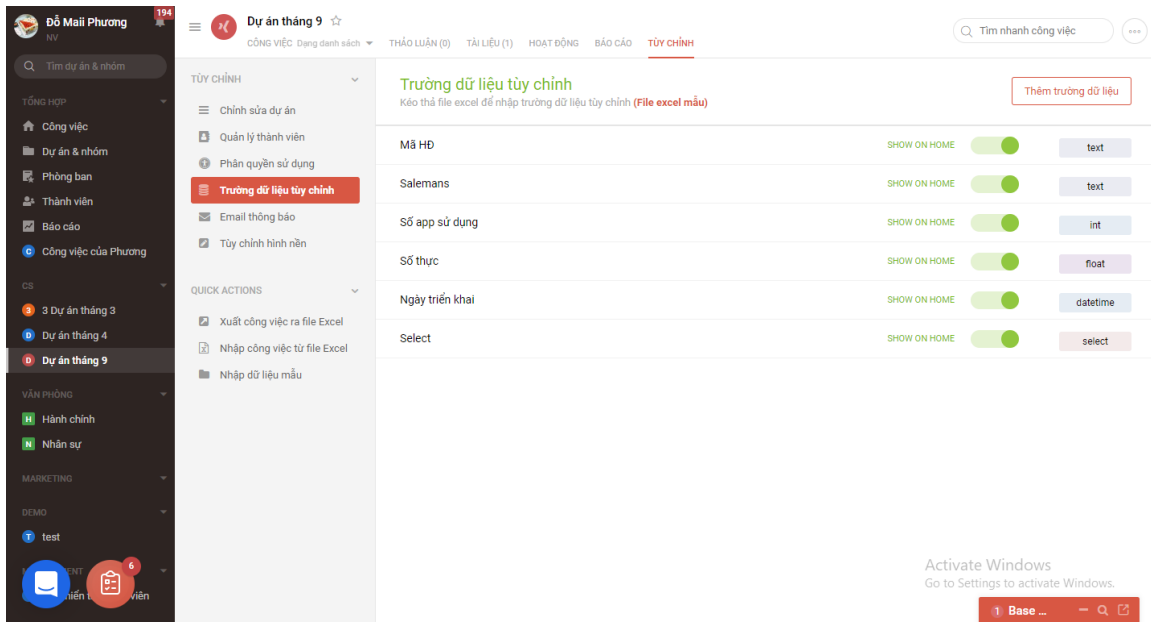 Đỗ Maii Phương
NV
194
Tìm dự án & nhóm
TỔNG HỢP
Công việc
Dự án & nhóm
Phòng ban
Thành viên
Báo cáo
C Công việc của Phương
CS
3 3 Dự án tháng 3
D Dự án tháng 4
D Dự án tháng 9
VĂN PHÒNG
H Hành chính
N Nhân sự
MARKETING
DEMO
T test
6
viên
Dự án tháng 9
CÔNG VIỆC Dạng danh sách THẢO LUẬN (0) TÀI LIỆU (1) HOẠT ĐỘNG BÁO CÁO TÙY CHỈNH
Tìm nhanh công việc
TÙY CHỈNH
Chỉnh sửa dự án
Quản lý thành viên
Phân quyền sử dụng
Trường dữ liệu tùy chỉnh
Email thông báo
Tùy chỉnh hình nền
QUICK ACTIONS
Xuất công việc ra file Excel
Nhập công việc từ file Excel
Nhập dữ liệu mẫu
Trường dữ liệu tùy chỉnh
Kéo thả file excel để nhập trường dữ liệu tùy chỉnh (File excel mẫu)
Thêm trường dữ liệu
Mã HĐ SHOW ON HOME text
Salemans SHOW ON HOME text
Số app sử dụng SHOW ON HOME int
Số thực SHOW ON HOME float
Ngày triển khai SHOW ON HOME datetime
Select SHOW ON HOME select
Activate Windows
Go to Settings to activate Windows.
1 Base ...